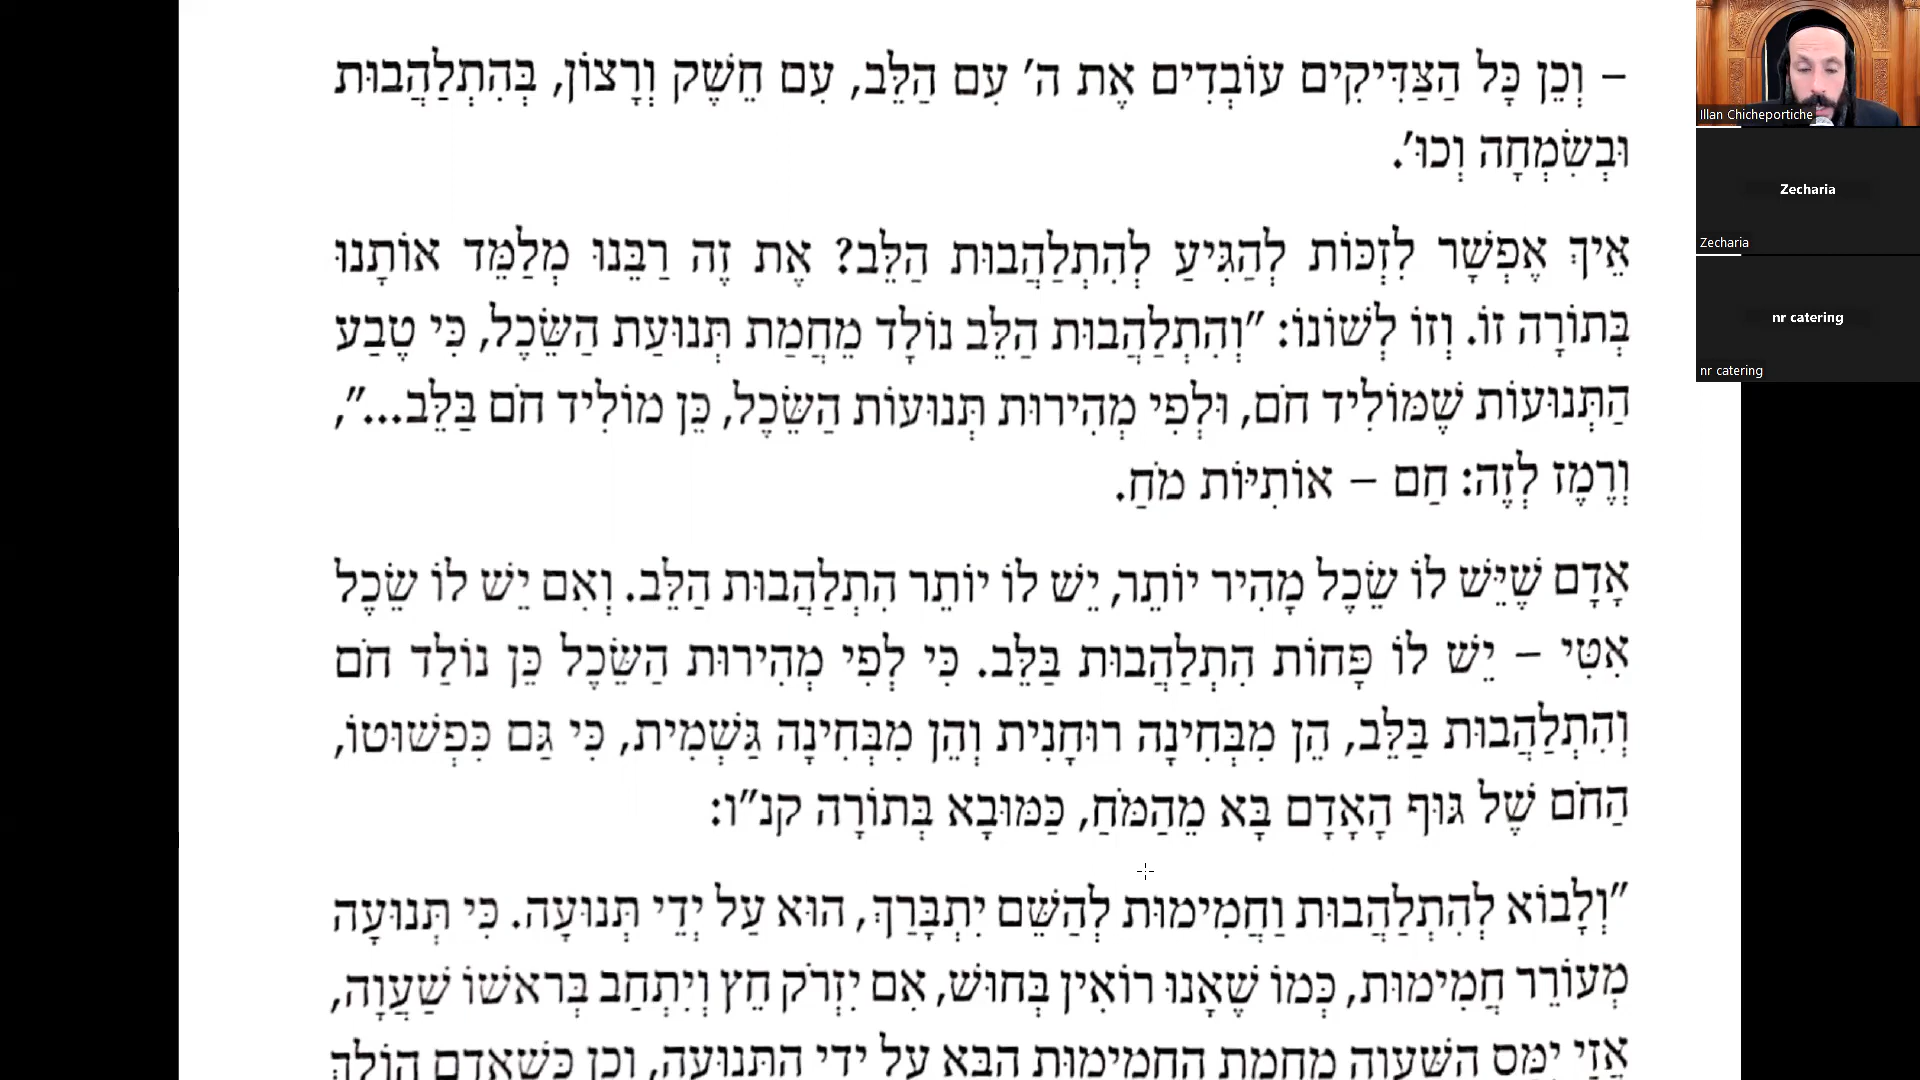 – וְכֵן כָּל הַצַּדִּיקִים עוֹבְדִים אֶת ה' עִם הַלֵּב, עִם חֵשֶׁק וְרָצוֹן, בְּהִתְלַהֲבוּת
וּבְשִׂמְחָה וְכוּ'.
אֵיךְ אֶפְשָׁר לִזְכּוֹת לְהַגִּיעַ לְהִתְלַהֲבוּת הַלֵּב? אֶת זֶה רַבֵּנוּ מְלַמֵּד אוֹתָנוּ
בְּתוֹרָה זוֹ. וְזוֹ לְשׁוֹנוֹ: "וְהִתְלַהֲבוּת הַלֵּב נוֹלָד מֵחֲמַת תְּנוּעַת הַשֵּׂכֶל, כִּי טֶבַע
הַתְּנוּעוֹת שֶׁמּוֹלִיד חֹם, וּלְפִי מְהִירוּת תְּנוּעוֹת הַשֵּׂכֶל, כֵּן מוֹלִיד חֹם בַּלֵּב...",
וְרֶמֶז לְזֶה: חַם – אוֹתִיּוֹת מֹחַ.
אָדָם שֶׁיֵּשׁ לוֹ שֵׂכֶל מָהִיר יוֹתֵר, יֵשׁ לוֹ יוֹתֵר הִתְלַהֲבוּת הַלֵּב. וְאִם יֵשׁ לוֹ שֵׂכֶל
אִטִּי – יֵשׁ לוֹ פָּחוֹת הִתְלַהֲבוּת בַּלֵּב. כִּי לְפִי מְהִירוּת הַשֵּׂכֶל כֵּן נוֹלַד חֹם
וְהִתְלַהֲבוּת בַּלֵּב, הֵן מִבְּחִינָה רוּחָנִית וְהֵן מִבְּחִינָה גַּשְׁמִית, כִּי גַּם כִּפְשׁוּטוֹ,
הַחֹם שֶׁל גּוּף הָאָדָם בָּא מֵהַמֹּחַ, כַּמּוּבָא בְּתוֹרָה קנ"ו:
"וְלָבוֹא לְהִתְלַהֲבוּת וַחֲמִימוּת לְהַשֵּׁם יִתְבָּרַךְ, הוּא עַל יְדֵי תְּנוּעָה. כִּי תְּנוּעָה
מְעוֹרֵר חֲמִימוּת, כְּמוֹ שֶׁאָנוּ רוֹאִין בְּחוּשׁ, אִם יִזְרֹק חֵץ וְיִתְחַב בְּרֹאשׁוֹ שַׁעֲוָה,
אֲזַי יִמַּס הַשַּׁעֲוָה מֵחֲמַת הַחֲמִימוּת הַבָּא עַל יְדֵי הַתְּנוּעָה, וְכֵן כְּשֶׁאָדָם הוֹלֵךְ
Illan Chicheportiche
Zecharia
Zecharia
nr catering
nr catering